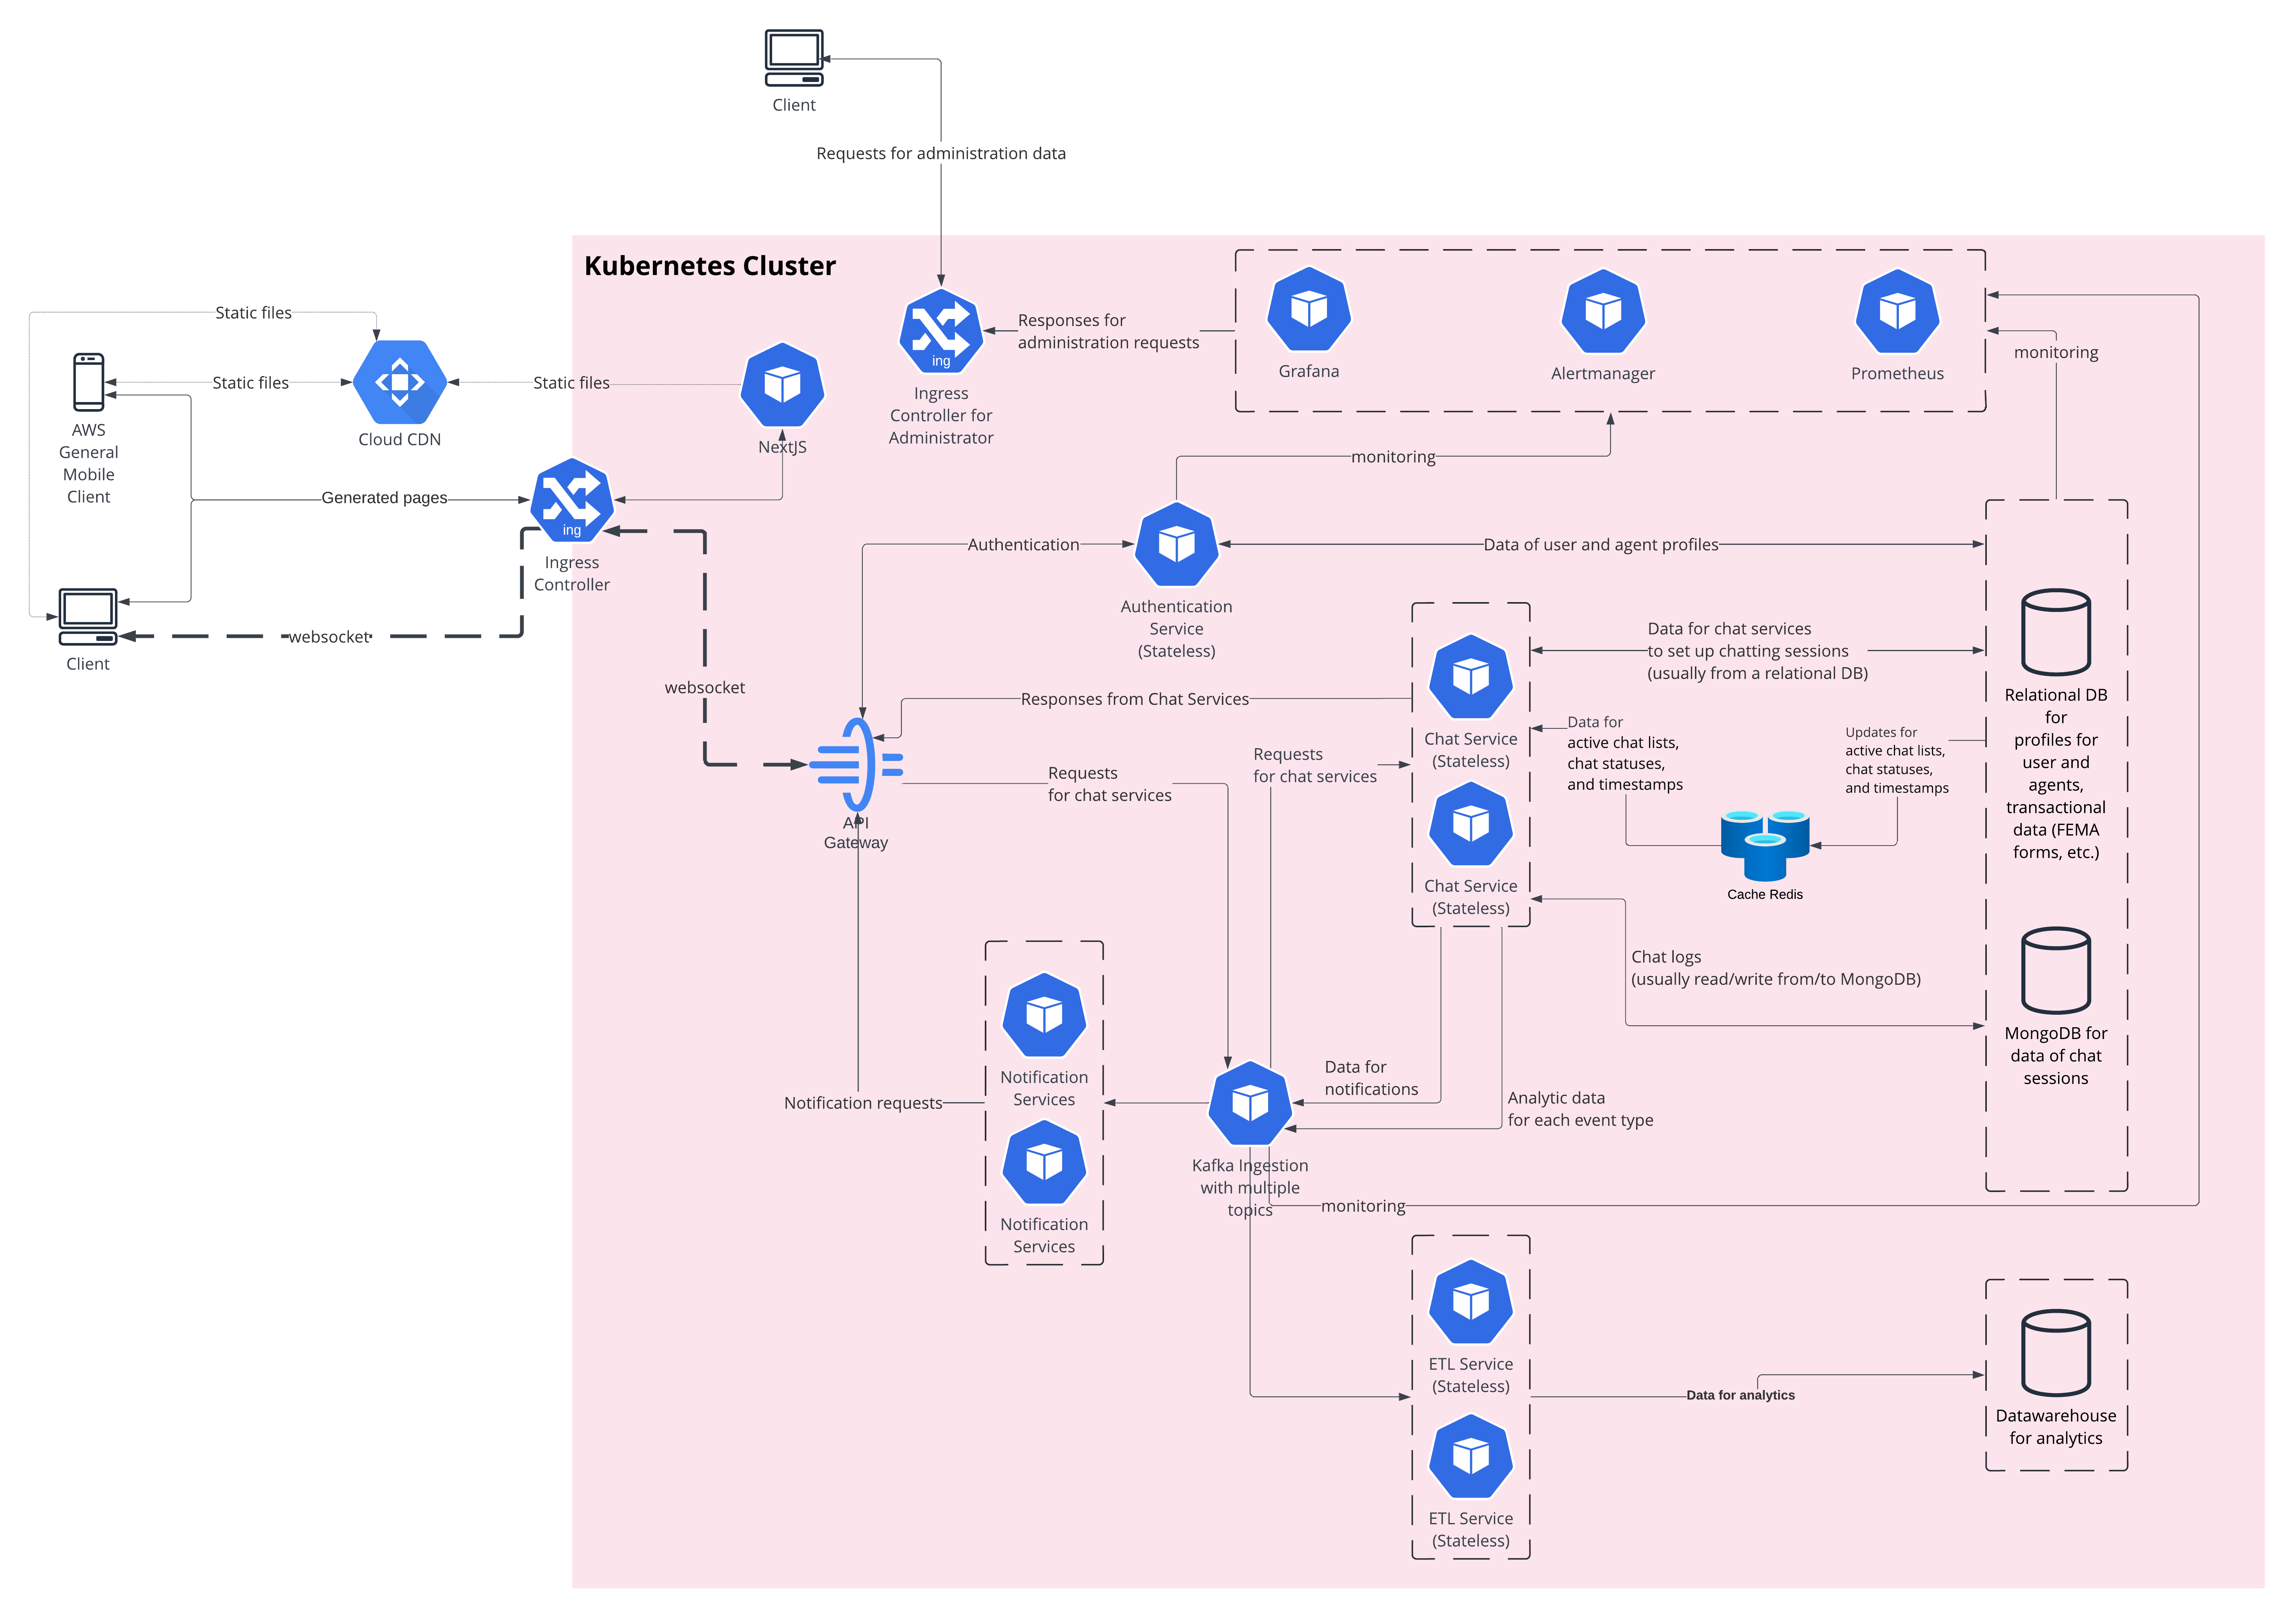 Client
Requests for administration data
Kubernetes Cluster
Static files
Static files
Static files
AWS
General
Mobile
Client
Cloud CDN
NextJS
ing
Ingress
Controller for
Administrator
Responses for
administration requests
Grafana
Alertmanager
Prometheus
monitoring
monitoring
Generated pages
ing
Ingress
Controller
Client
websocket
websocket
Authentication
Authentication
Service
(Stateless)
Data of user and agent profiles
Data for chat services
to set up chatting sessions
(usually from a relational DB)
Responses from Chat Services
Chat Service
(Stateless)
Chat Service
(Stateless)
Requests
for chat services
Requests
for chat services
Data for
active chat lists,
chat statuses,
and timestamps
Updates for
active chat lists,
chat statuses,
and timestamps
Cache Redis
Relational DB
for
profiles for
user and
agents,
transactional
data (FEMA
forms, etc.)
API
Gateway
Chat logs
(usually read/write from/to MongoDB)
MongoDB for
data of chat
sessions
Notification
Services
Notification
Services
Notification requests
Data for
notifications
Analytic data
for each event type
Kafka Ingestion
with multiple
topics
monitoring
ETL Service
(Stateless)
ETL Service
(Stateless)
Data for analytics
Datawarehouse
for analytics